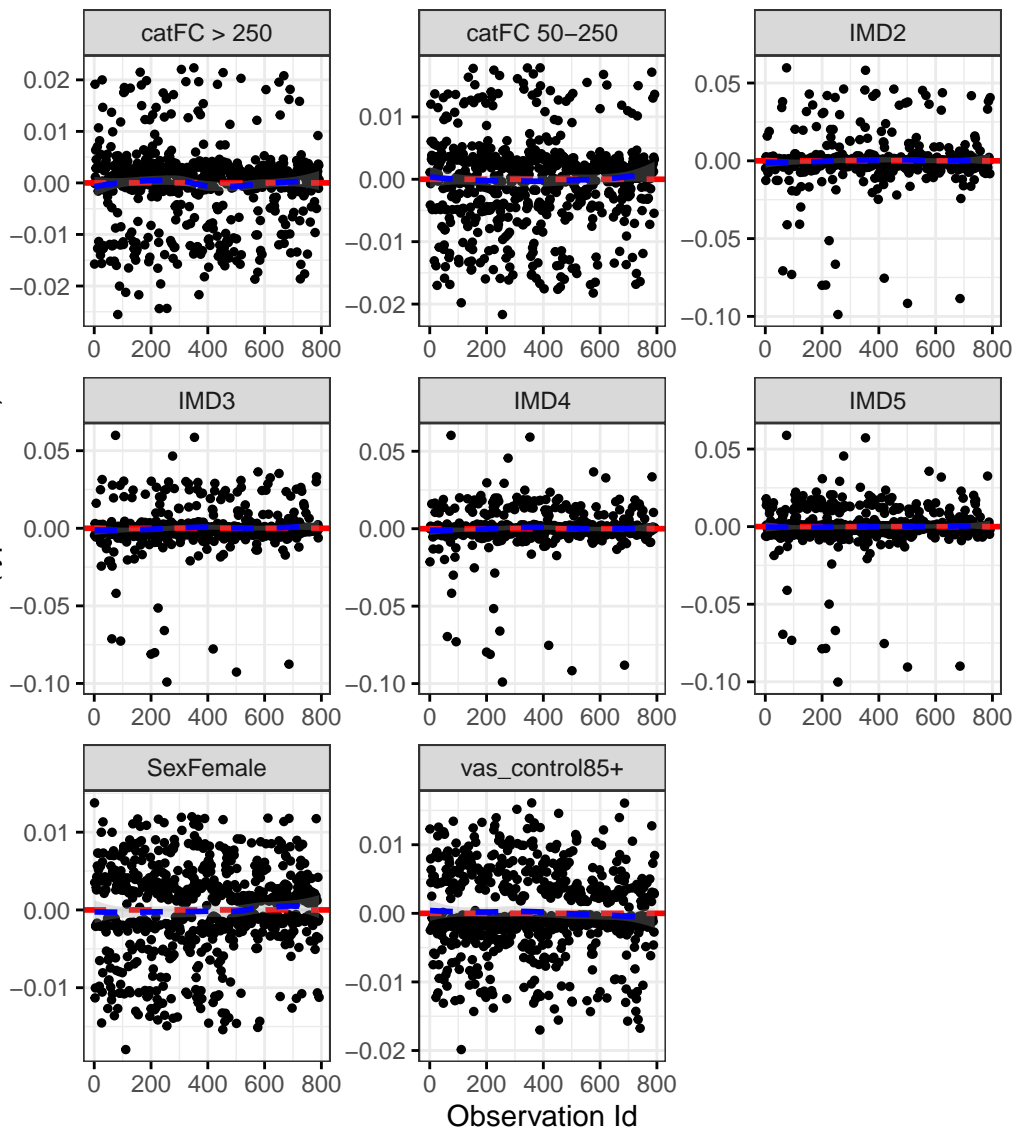 catFC > 250 catFC 50−250 IMD2
0.02 0.01 0.00 −0.01 −0.02
0.01 0.00 −0.01 −0.02
0.05 0.00 −0.05 −0.10
0 200 400 600 800 0 200 400 600 800 0 200 400 600 800
IMD3 IMD4 IMD5
0.05 0.00 −0.05 −0.10
0.05 0.00 −0.05 −0.10
0.05 0.00 −0.05 −0.10
0 200 400 600 800 0 200 400 600 800 0 200 400 600 800
SexFemale vas_control85+
0.01 0.00 −0.01
0.01 0.00 −0.01 −0.02
0 200 400 600 800 0 200 400 600 800
Observation Id